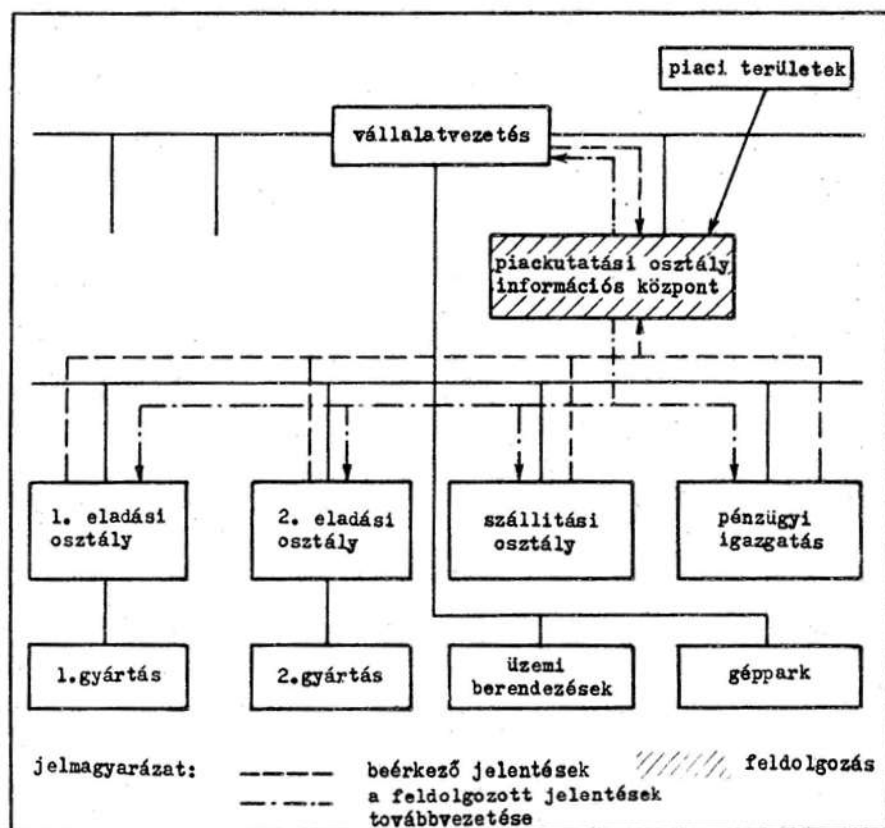 piaci területek
vállalatvezetés
piackutatási osztály
információs központ
1. eladási
osztály
2. eladási
osztály
szállitási
osztály
pénzügyi
igazgatás
1.gyártás
2.gyártás
üzemi
berendezések
géppark
jelmagyarázat:
beérkező jelentések
feldolgozás
a feldolgozott jelentések
továbbvezetése